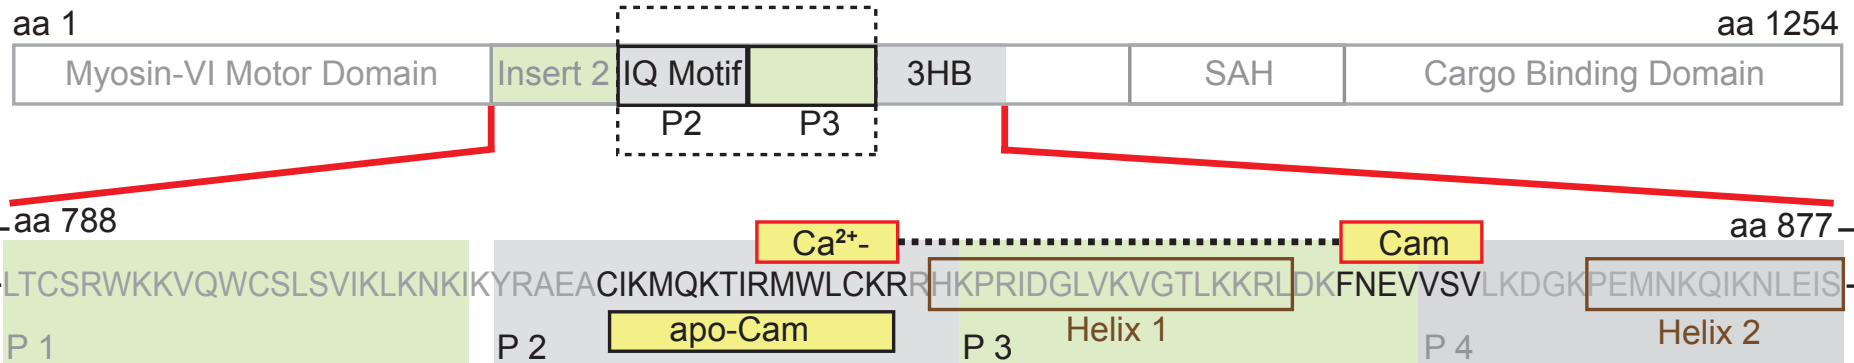 aa 1 aa 1254
Myosin-VI Motor Domain Insert 2 IQ Motif 3HB SAH Cargo Binding Domain
P2 P3
aa 788 aa 877
Ca²⁺- Cam
LTCSRWKKVQWCSLSVIKLKNKIKYRAEACIKMQKTIRMWLCKRRHKPRIDGLVKVGTLKKRLDKFNEVVSVLKDGKPEMNKQIKNLEIS
apo-Cam Helix 1 Helix 2
P 1 P 2 P 3 P 4